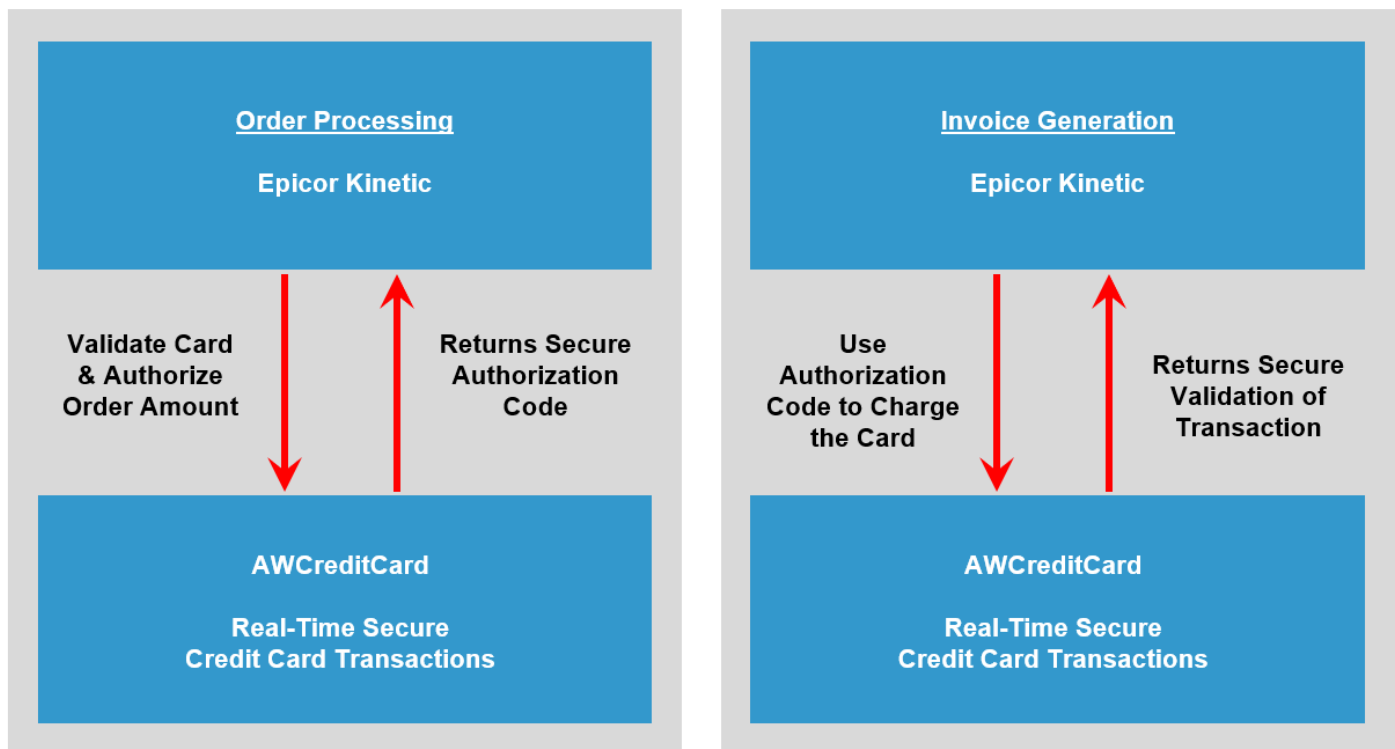 Order Processing
Epicor Kinetic
Validate Card
& Authorize
Order Amount
Returns Secure
Authorization
Code
AWCreditCard
Real-Time Secure
Credit Card Transactions
Invoice Generation
Epicor Kinetic
Use
Authorization
Code to Charge
the Card
Returns Secure
Validation of
Transaction
AWCreditCard
Real-Time Secure
Credit Card Transactions